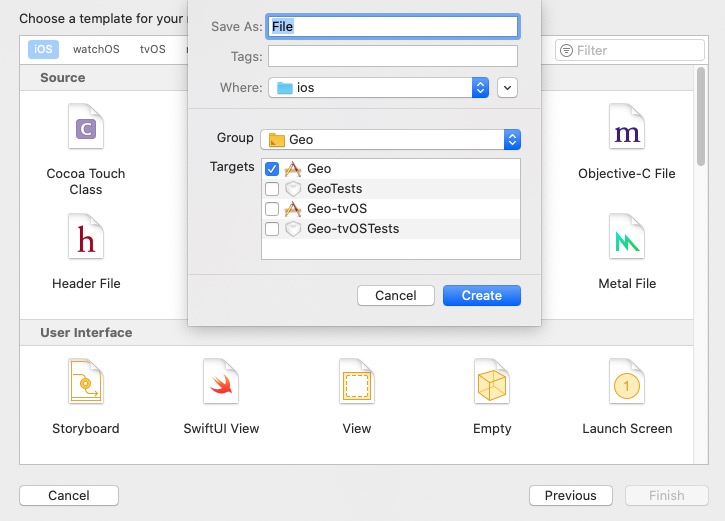 Choose a template for your
Save As: File
Tags:
Where: ios
iOS watchOS tvOS
Filter
Source
Group Geo
Targets Geo
GeoTests
Geo-tvOS
Geo-tvOSTests
C
Cocoa Touch
Class
m
Objective-C File
h
Header File
Metal File
Cancel Create
User Interface
1
Storyboard SwiftUI View View Empty Launch Screen
Cancel Previous Finish